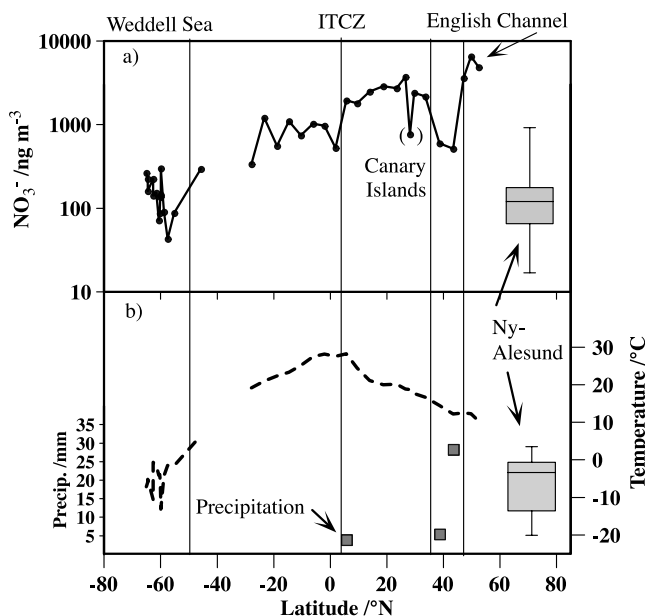 Weddell Sea
ITCZ
English Channel
10000
a)
1000
100
10
NO3- /ng m-3
( )
Canary
Islands
b)
Ny-
Alesund
30
20
10
0
-10
-20
Temperature /°C
35
30
25
20
15
10
5
Precip. /mm
Precipitation
-80 -60 -40 -20 0 20 40 60 80
Latitude /°N